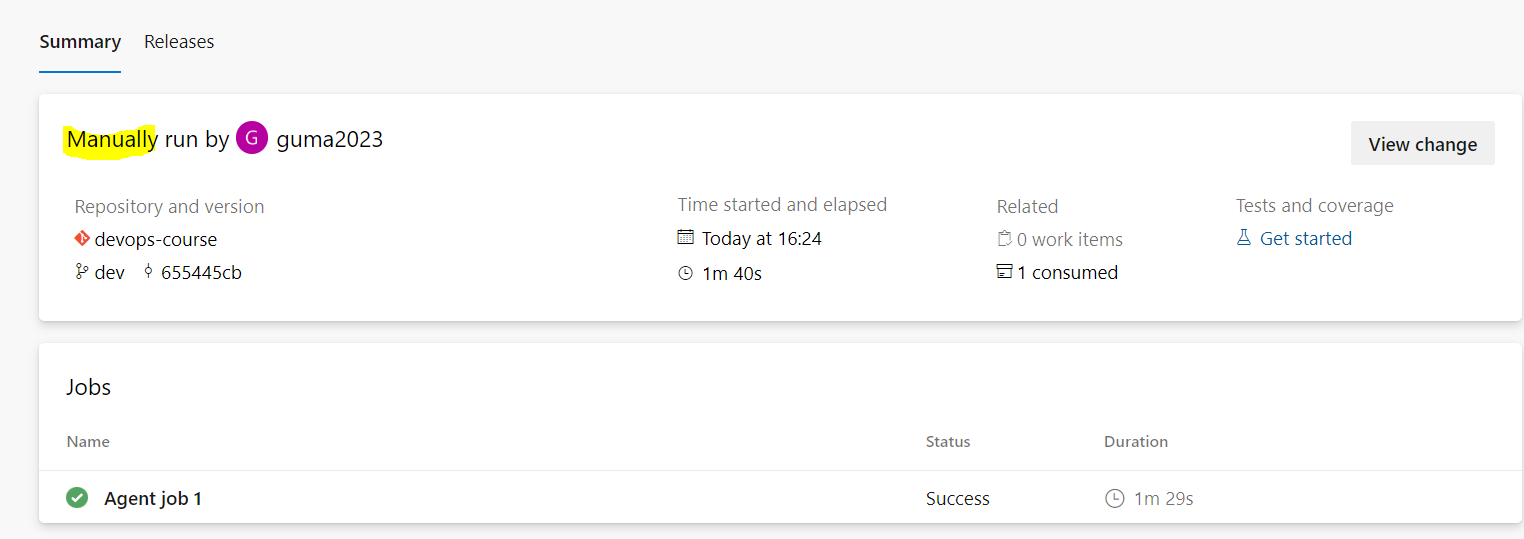 Summary Releases
Manually run by G guma2023
View change
Repository and version
devops-course
dev 655445cb
Time started and elapsed
Today at 16:24
1m 40s
Related
0 work items
1 consumed
Tests and coverage
Get started
Jobs
Name Status Duration
Agent job 1 Success 1m 29s